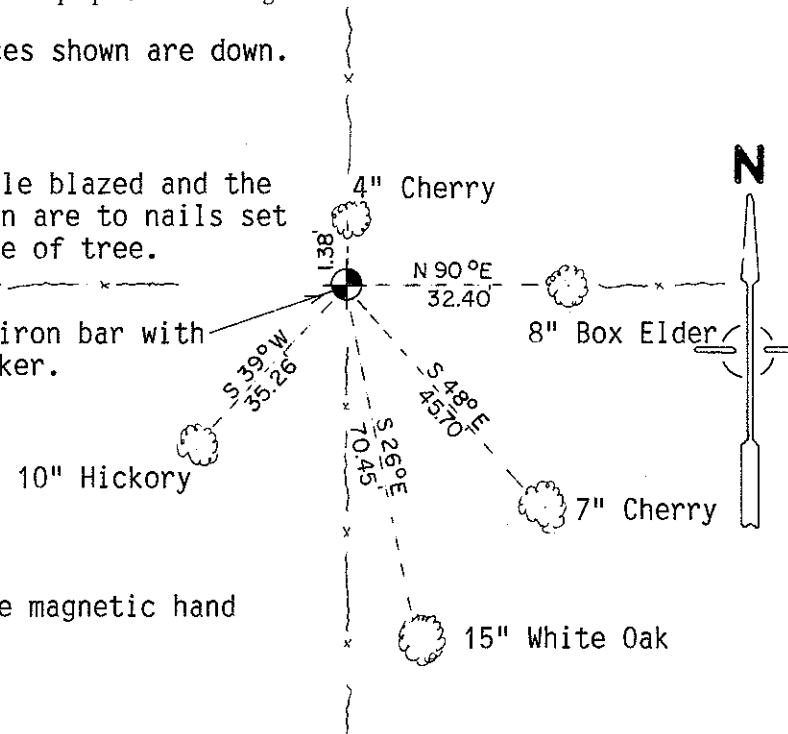 ces shown are down.
le blazed and the
n are to nails set
e of tree.
4" Cherry
N
1.38'
N 90°E
32.40'
iron bar with
ker.
8" Box Elder
S 39°W
35.26'
S 48°E
45.70'
S 26°E
70.45'
10" Hickory
7" Cherry
e magnetic hand
15" White Oak